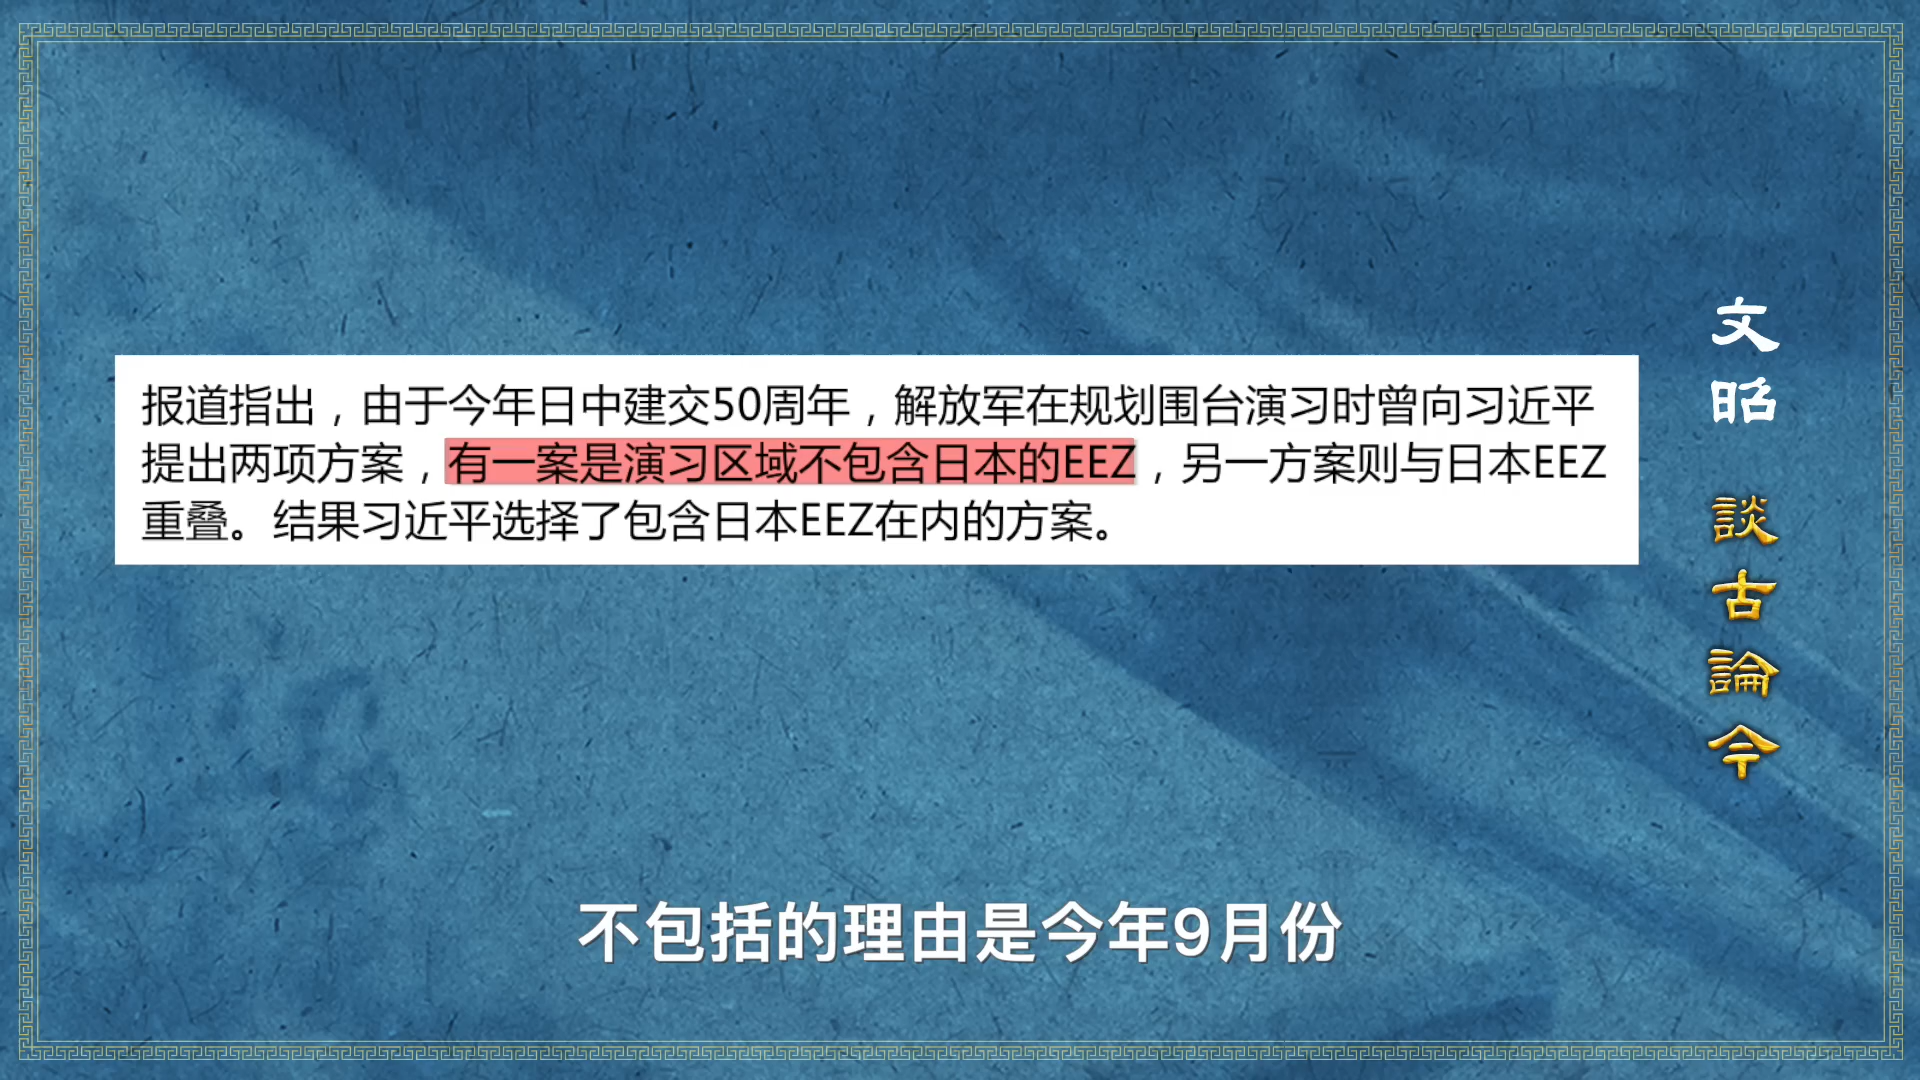 报道指出，由于今年日中建交50周年，解放军在规划围台演习时曾向习近平
提出两项方案，有一案是演习区域不包含日本的EEZ，另一方案则与日本EEZ
重叠。结果习近平选择了包含日本EEZ在内的方案。
文昭 談古論今
不包括的理由是今年9月份